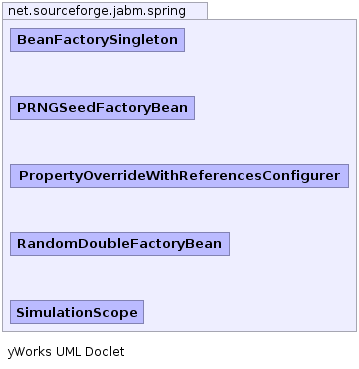 net.sourceforge.jabm.spring
BeanFactorySingleton
PRNGSeedFactoryBean
PropertyOverrideWithReferencesConfigurer
RandomDoubleFactoryBean
SimulationScope
yWorks UML Doclet